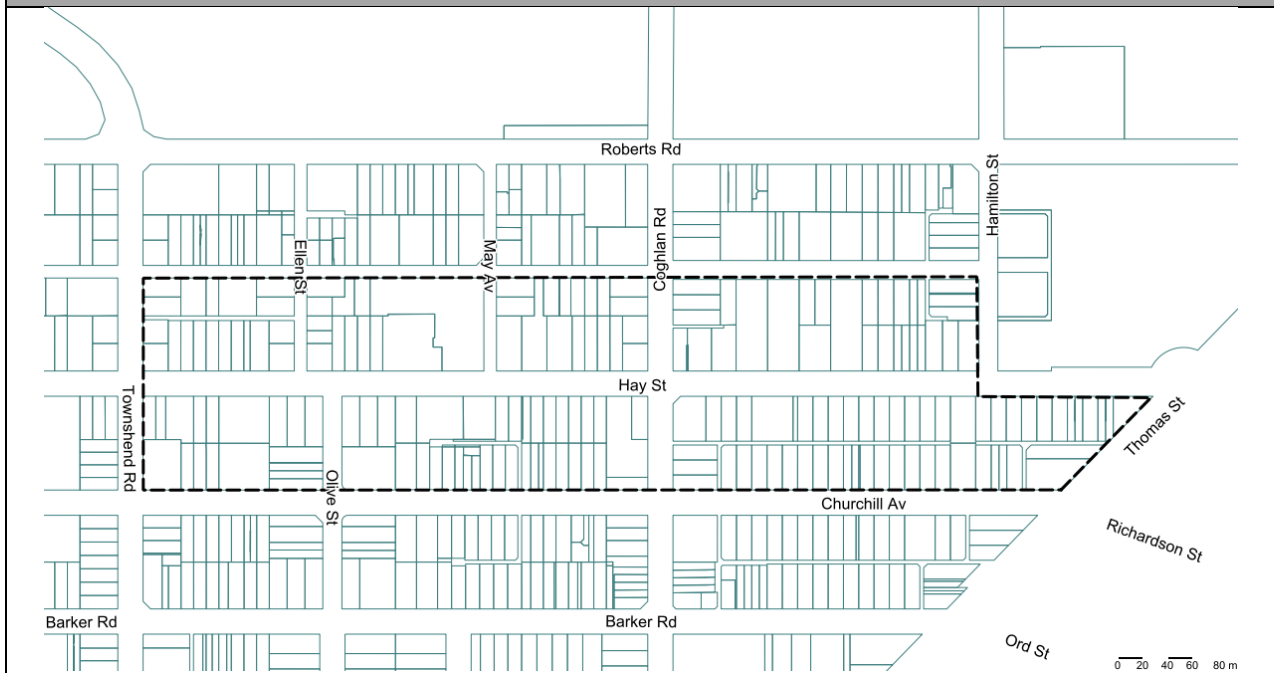 Roberts Rd
Hamilton St
Coghlan Rd
Ellen St
May Av
Hay St
Townshend Rd
Thomas St
Olive St
Churchill Av
Richardson St
Barker Rd
Barker Rd
Ord St
0 20 40 60 80 m